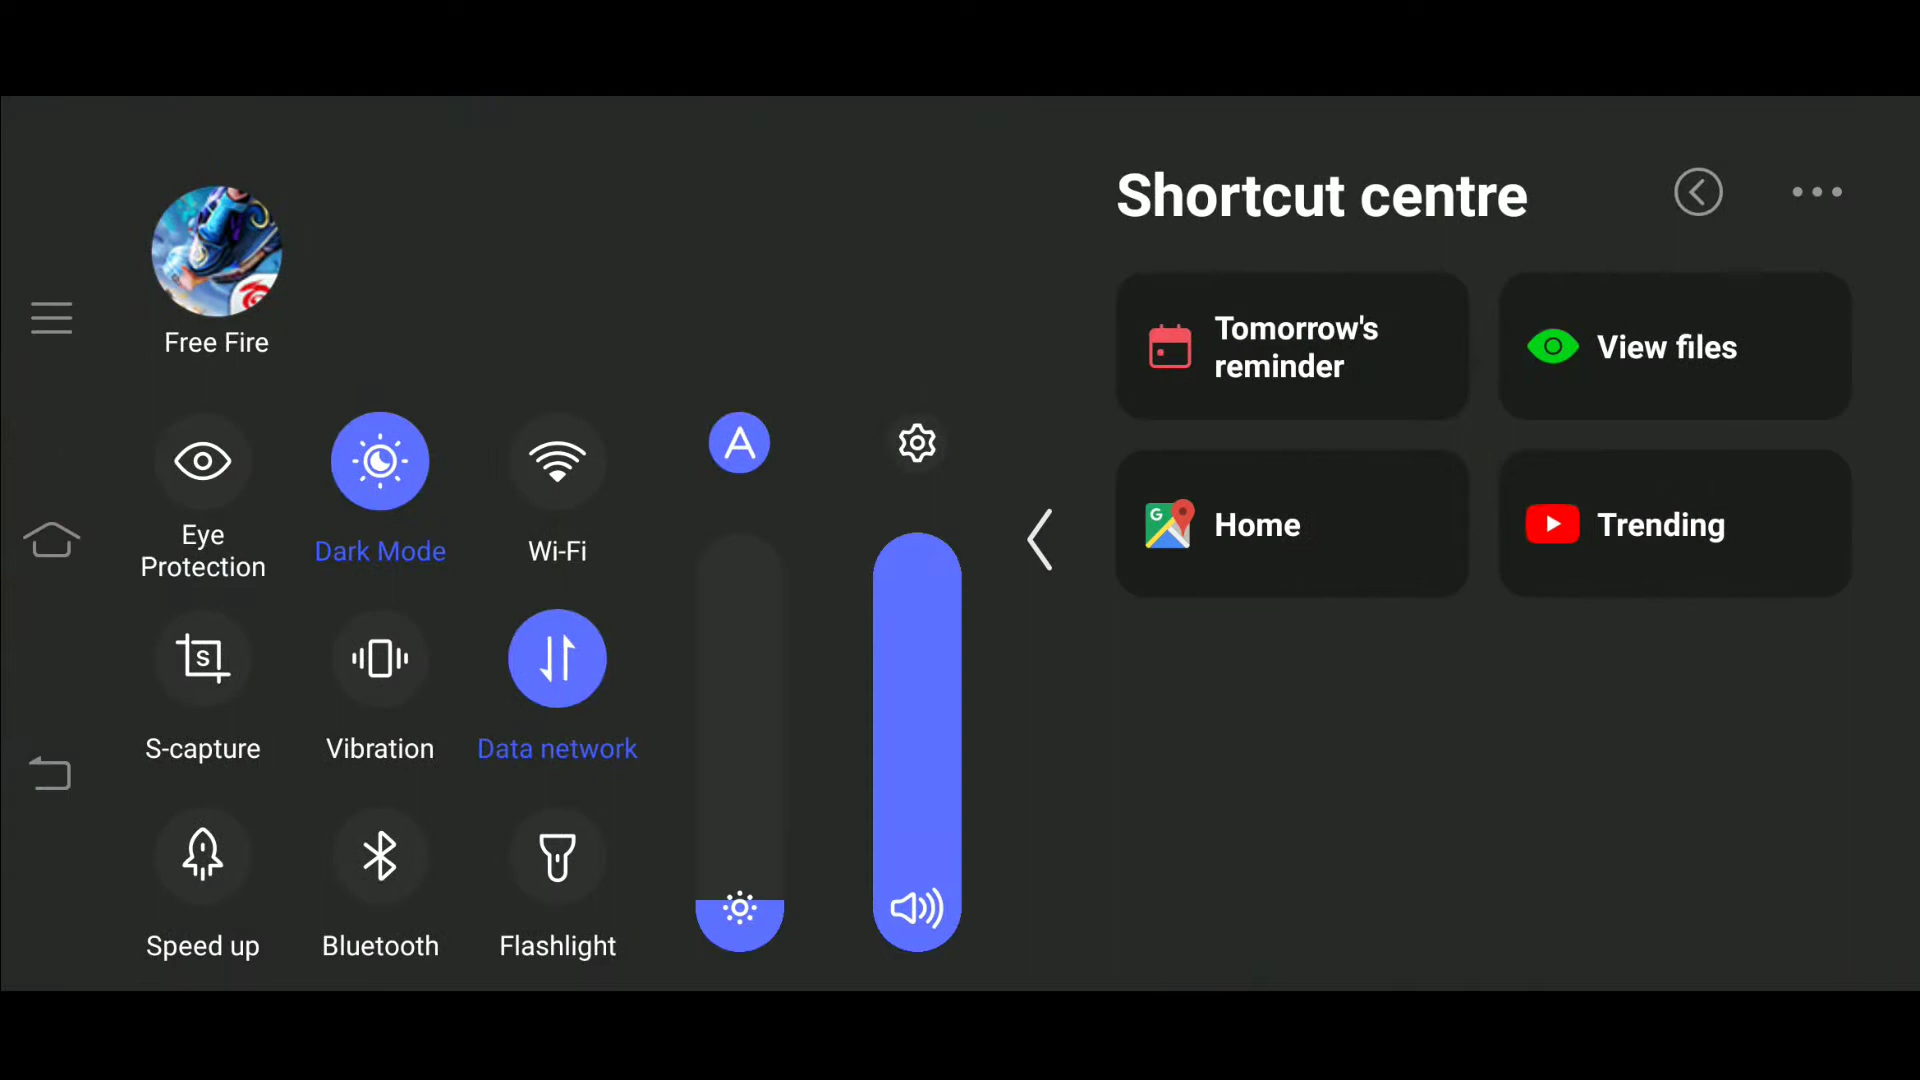 Free Fire
Eye
Protection
Dark Mode
Wi-Fi
A
S
S-capture
Vibration
Data network
Speed up
Bluetooth
Flashlight
Shortcut centre
Tomorrow's
reminder
View files
G
Home
Trending